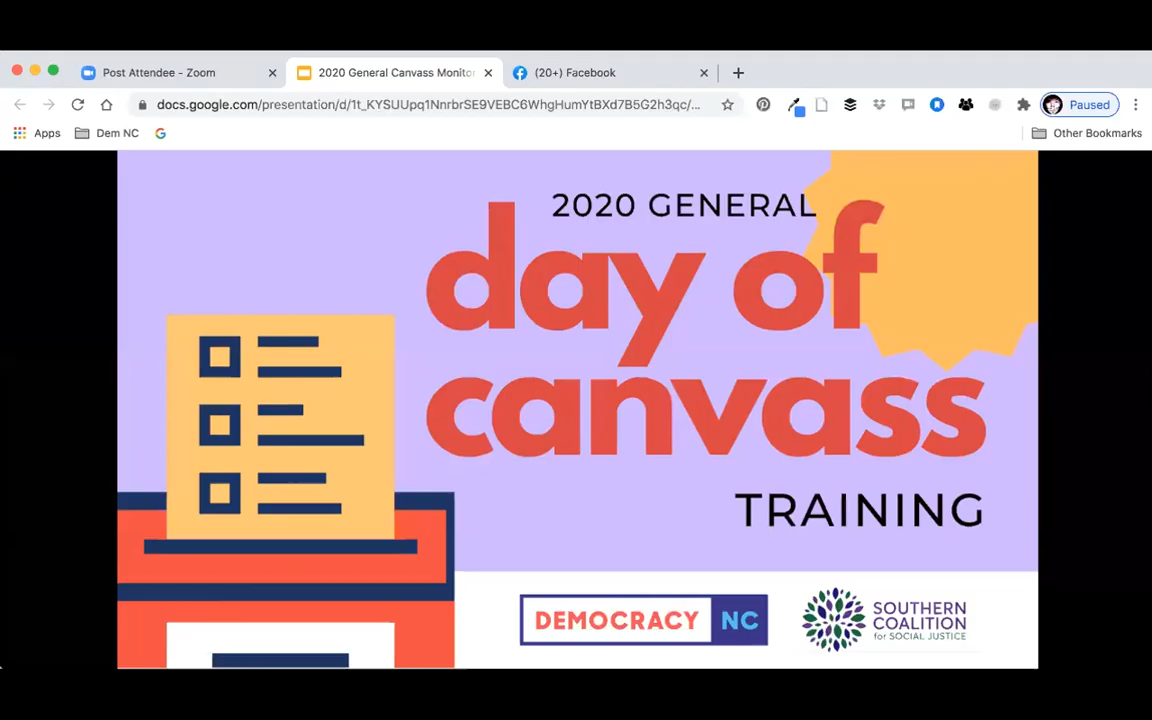 Post Attendee - Zoom
2020 General Canvass Monito
(20+) Facebook
docs.google.com/presentation/d/1t_KYSUUpq1NnrbrSE9VEBC6WhgHumYtBXd7B5G2h3qc/...
Paused
Apps
Dem NC
Other Bookmarks
2020 GENERAL
day of
canvass
TRAINING
DEMOCRACY NC
SOUTHERN
COALITION
for SOCIAL JUSTICE